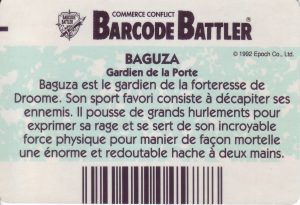 COMMERCE CONFLICT
BARCODE BATTLER
BARCODE BATTLER
© 1992 Epoch Co., Ltd.
BAGUZA
Gardien de la Porte
Baguza est le gardien de la forteresse de
Droome. Son sport favori consiste à décapiter ses
ennemis. Il pousse de grands hurlements pour
exprimer sa rage et se sert de son incroyable
force physique pour manier de façon mortelle
une énorme et redoutable hache à deux mains.